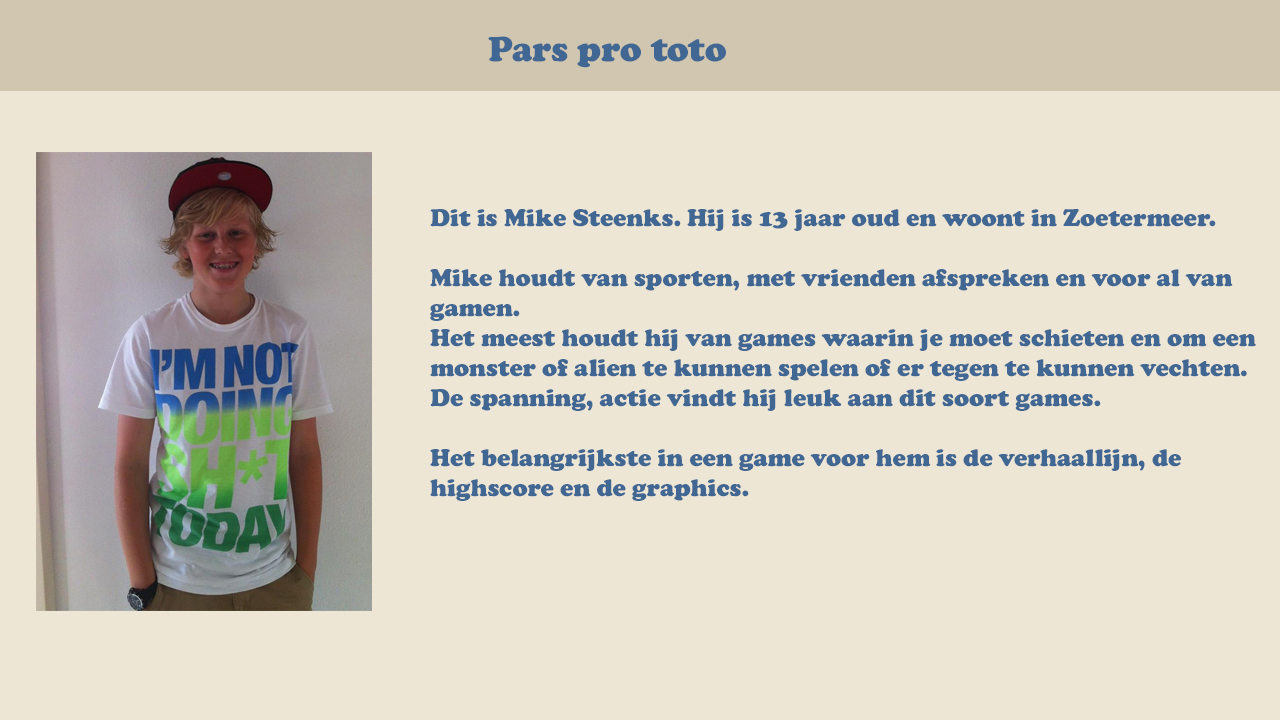 Pars pro toto
I'M NOT
DOING
SH*T
TODAY
Dit is Mike Steenks. Hij is 13 jaar oud en woont in Zoetermeer.
Mike houdt van sporten, met vrienden afspreken en voor al van
gamen.
Het meest houdt hij van games waarin je moet schieten en om een
monster of alien te kunnen spelen of er tegen te kunnen vechten.
De spanning, actie vindt hij leuk aan dit soort games.
Het belangrijkste in een game voor hem is de verhaallijn, de
highscore en de graphics.